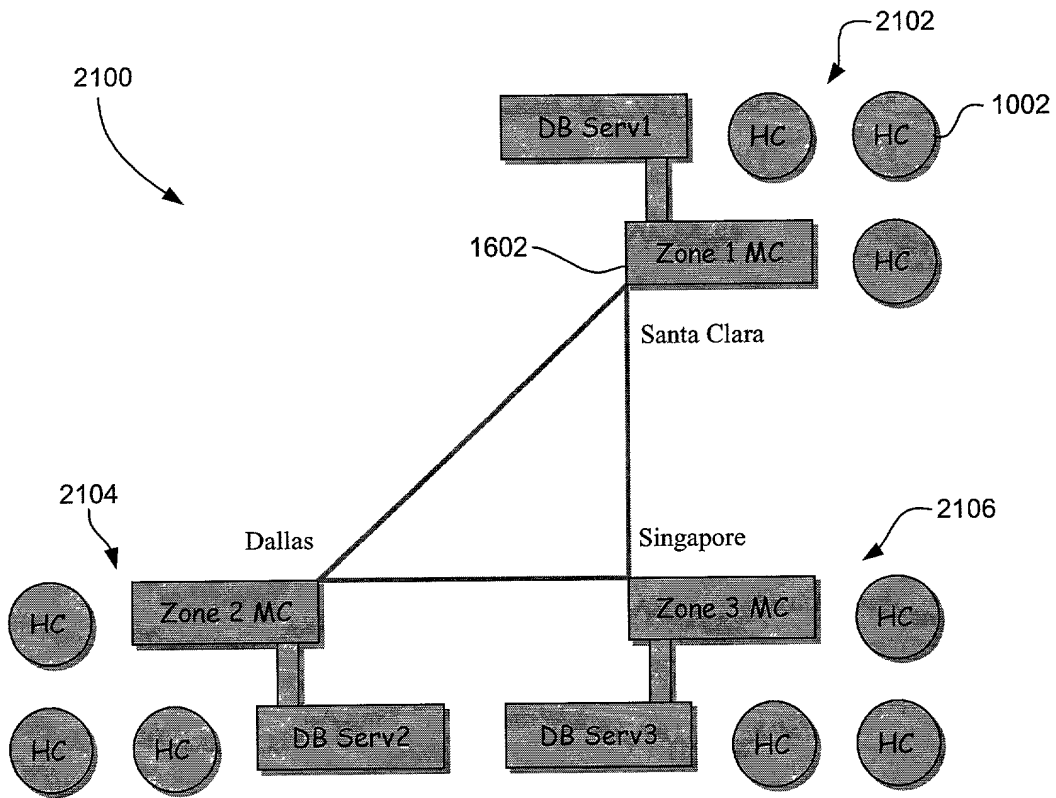 2102
2100
1002
DB Serv1
HC
HC
1602
Zone 1 MC
HC
Santa Clara
2104
2106
Dallas
Singapore
HC
Zone 2 MC
Zone 3 MC
HC
HC
HC
DB Serv2
DB Serv3
HC
HC